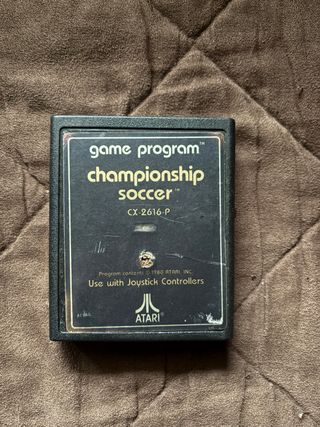 game program™
championship
soccer™
CX-2616-P
Program contents © 1980 ATARI, INC.
Use with Joystick Controllers
ATARI®